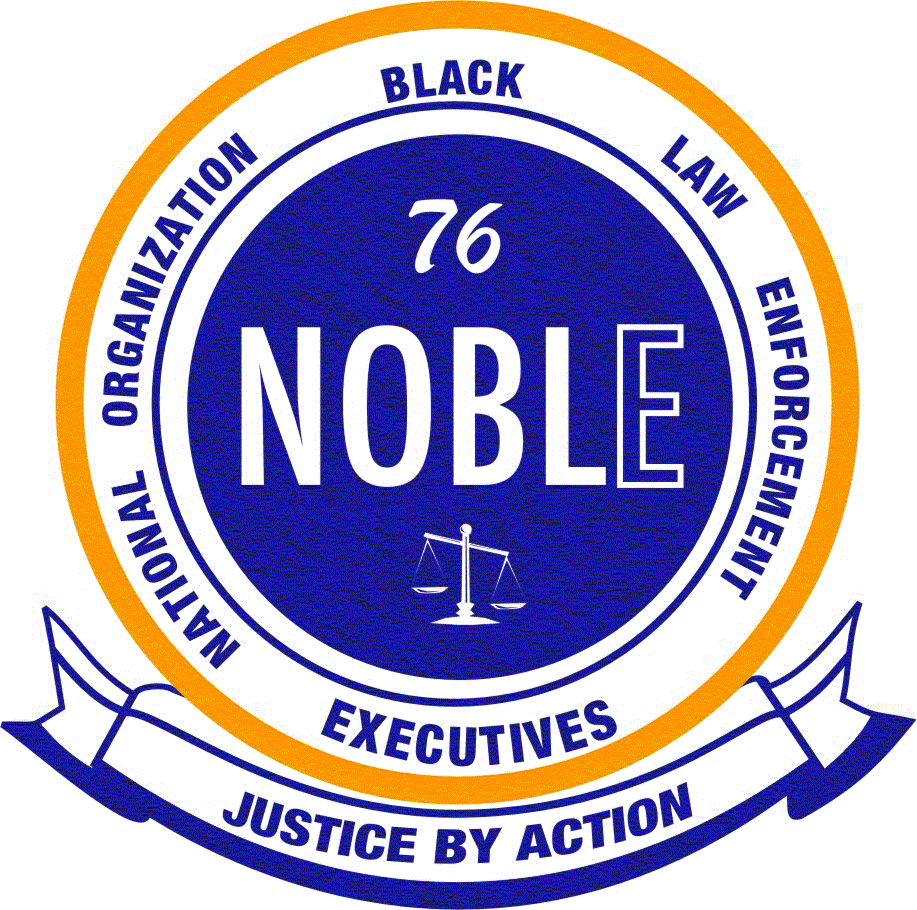 NATIONAL ORGANIZATION BLACK LAW ENFORCEMENT EXECUTIVES
76
NOBLE
JUSTICE BY ACTION